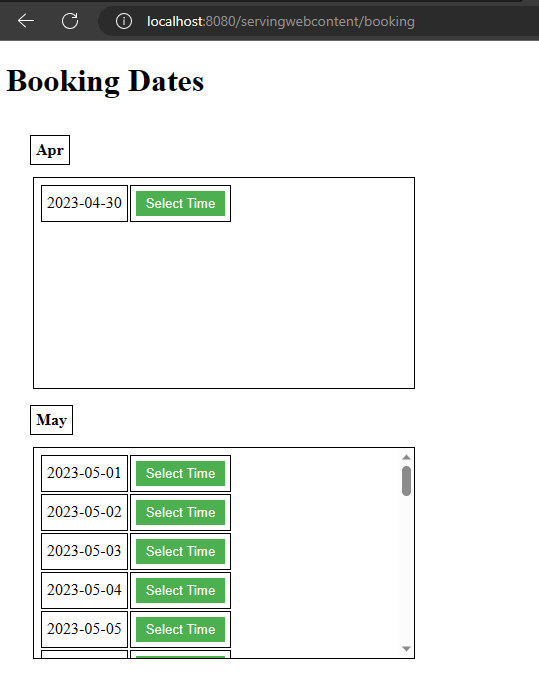 localhost:8080/servingwebcontent/booking
Booking Dates
Apr
2023-04-30 Select Time
May
2023-05-01 Select Time
2023-05-02 Select Time
2023-05-03 Select Time
2023-05-04 Select Time
2023-05-05 Select Time